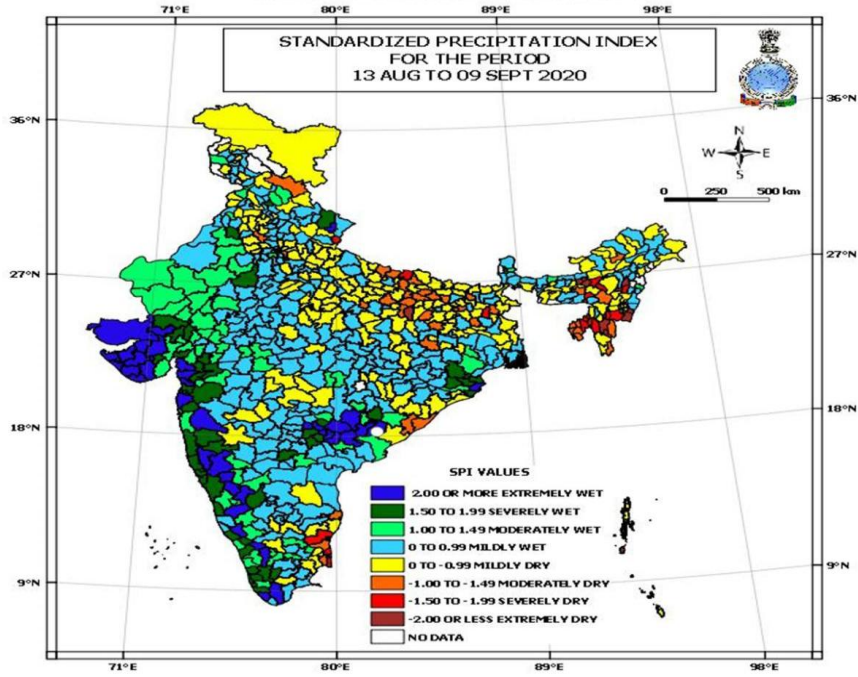 71°E 80°E 89°E 98°E
STANDARDIZED PRECIPITATION INDEX
FOR THE PERIOD
13 AUG TO 09 SEPT 2020
36°N 36°N
N
W E
S
0 250 500 km
27°N 27°N
18°N 18°N
SPI VALUES
2.00 OR MORE EXTREMELY WET
1.50 TO 1.99 SEVERELY WET
1.00 TO 1.49 MODERATELY WET
0 TO 0.99 MILDLY WET
0 TO -0.99 MILDLY DRY
-1.00 TO -1.49 MODERATELY DRY
-1.50 TO -1.99 SEVERELY DRY
-2.00 OR LESS EXTREMELY DRY
NO DATA
9°N 9°N
71°E 80°E 89°E 98°E